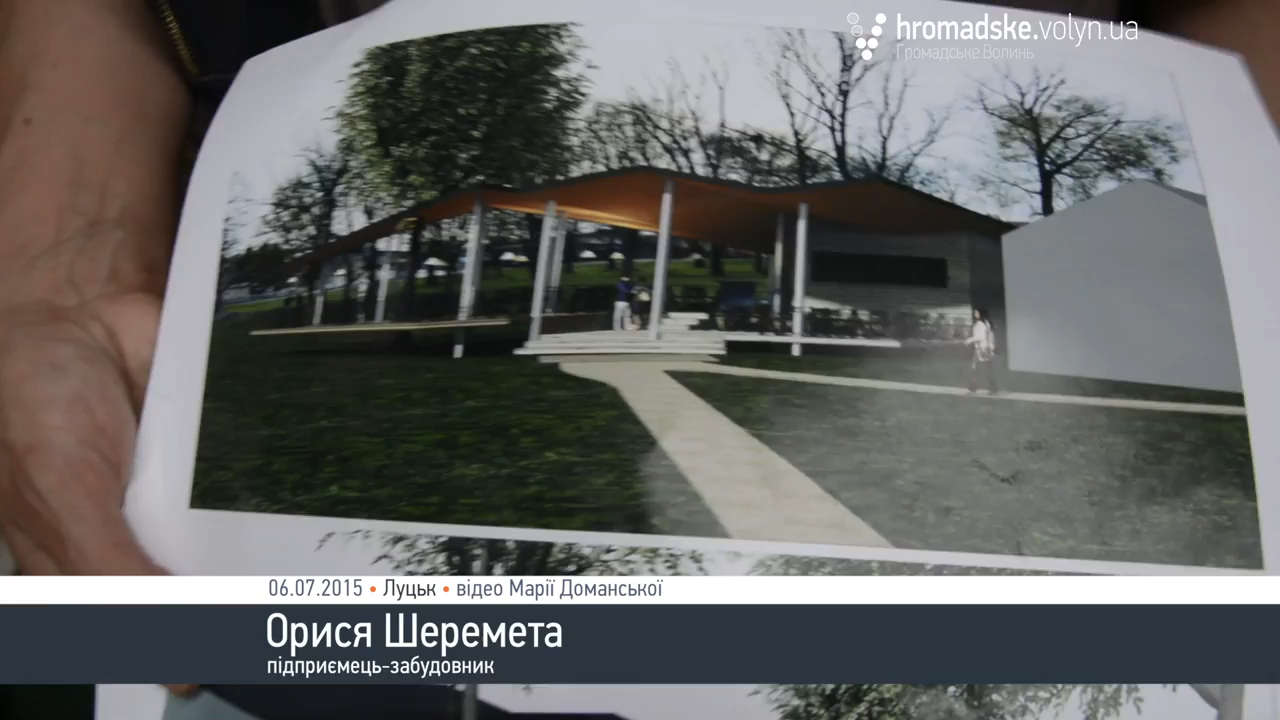 hromadske.volyn.ua
Громадське.Волинь
06.07.2015 • Луцьк • відео Марії Доманської
Орися Шеремета
підприємець-забудовник